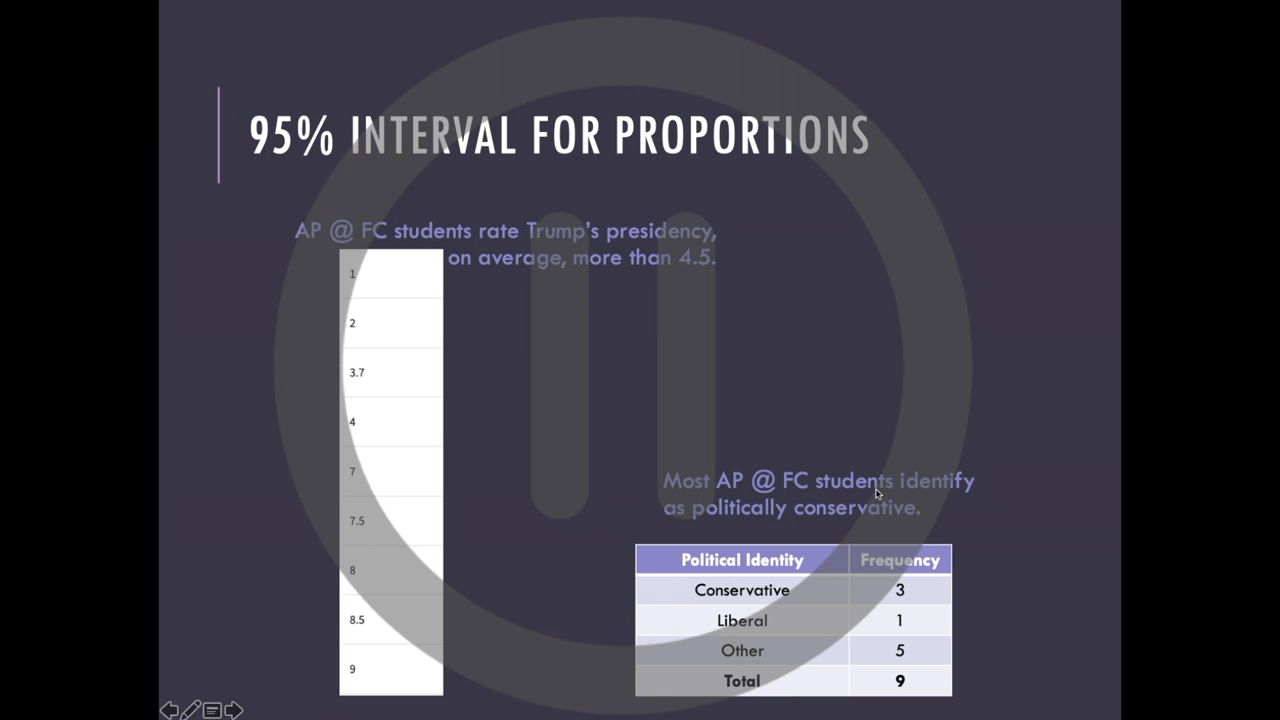 95% INTERVAL FOR PROPORTIONS
AP @ FC students rate Trump's presidency,
on average, more than 4.5.
1
2
3.7
4
7
7.5
8
8.5
9
Most AP @ FC students identify
as politically conservative.
Political Identity Frequency
Conservative 3
Liberal 1
Other 5
Total 9